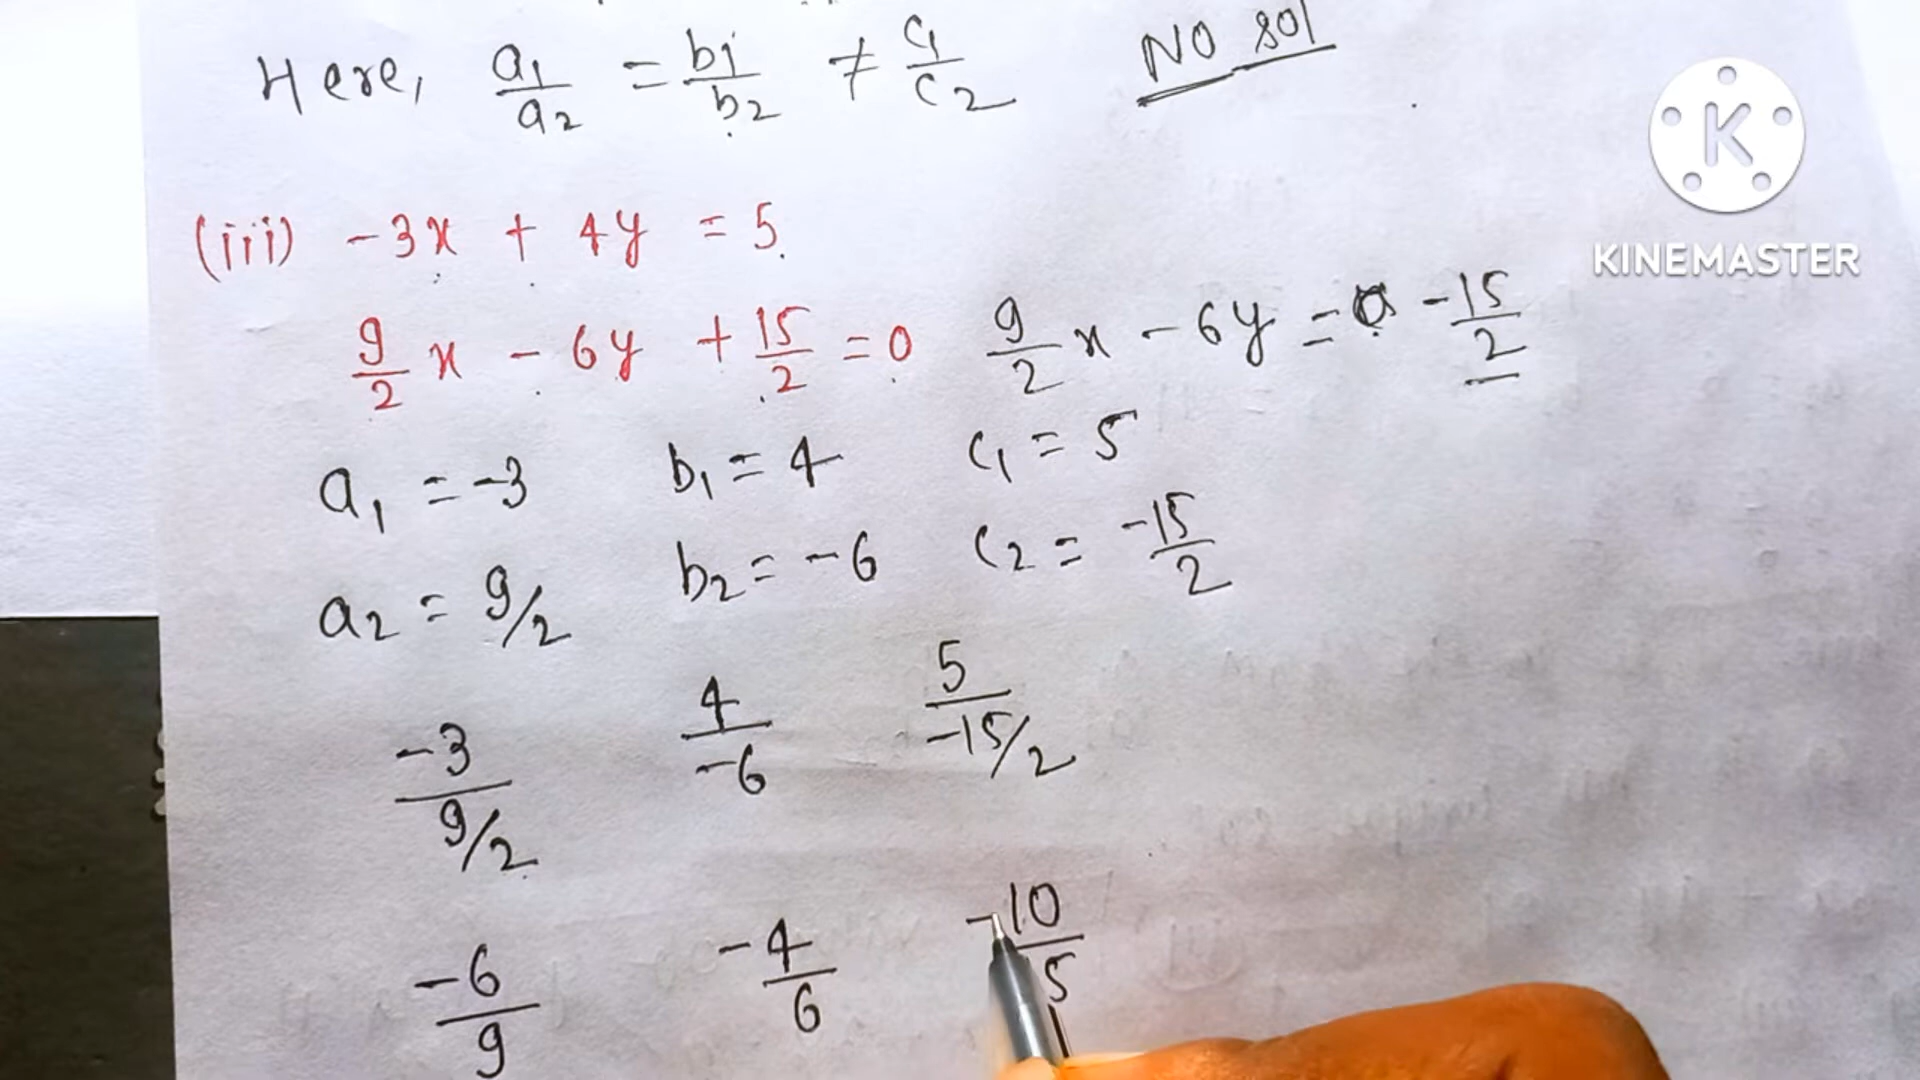 Here, a1/a2 = b1/b2 ≠ c1/c2 NO sol
K
KINEMASTER
(iii) -3x + 4y = 5
9/2 x - 6y + 15/2 = 0 9/2 x - 6y = -15/2
a1 = -3 b1 = 4 c1 = 5
a2 = 9/2 b2 = -6 c2 = -15/2
-3/(9/2) 4/-6 5/(-15/2)
-6/9 -4/6 -10/ 5